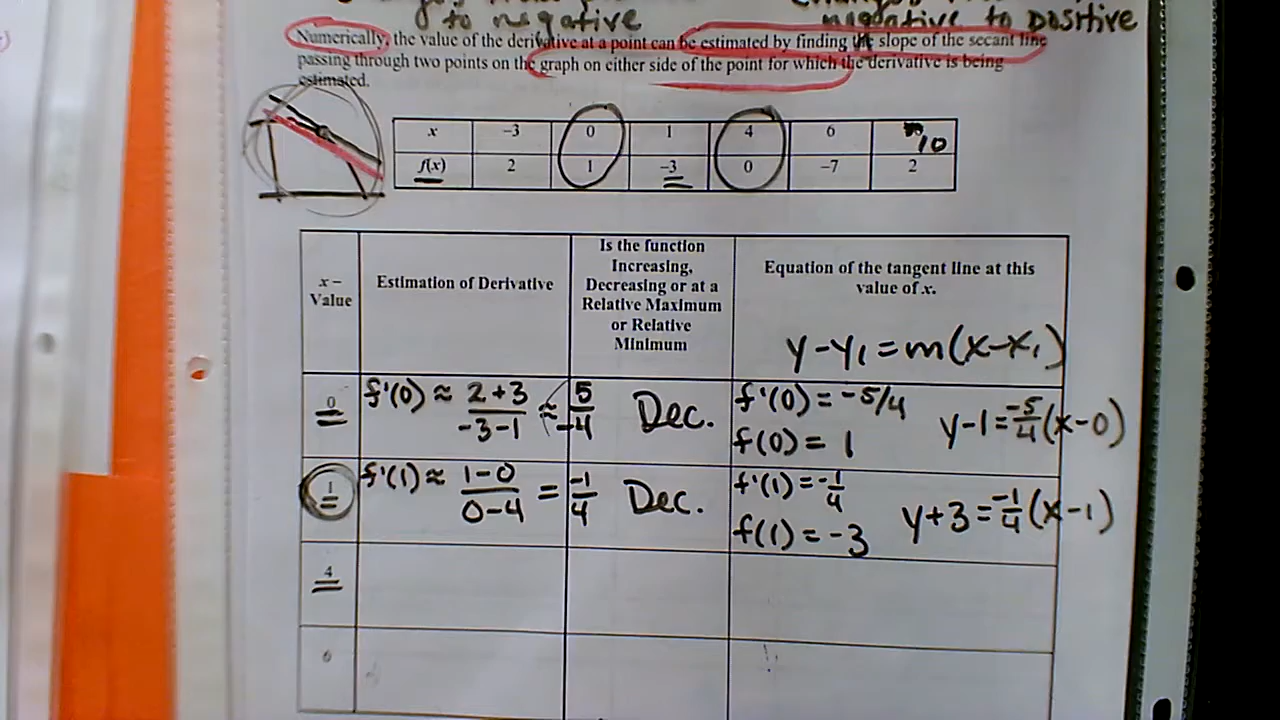 to negative
negative to positive
Numerically, the value of the derivative at a point can be estimated by finding the slope of the secant line
passing through two points on the graph on either side of the point for which the derivative is being
estimated.
x −3 0 1 4 6 10
f(x) 2 1 −3 0 −7 2
x – Value
Estimation of Derivative
Is the function
Increasing,
Decreasing or at a
Relative Maximum
or Relative
Minimum
Equation of the tangent line at this
value of x.
y-y₁=m(x-x₁)
0 f'(0) ≈ 2+3/-3-1 ≈ 5/-4 Dec. f'(0) = -5/4 y-1=-5/4(x-0)
f(0) = 1
1 f'(1) ≈ 1-0/0-4 = -1/4 Dec. f'(1) = -1/4 y+3=-1/4(x-1)
f(1) = -3
4
6